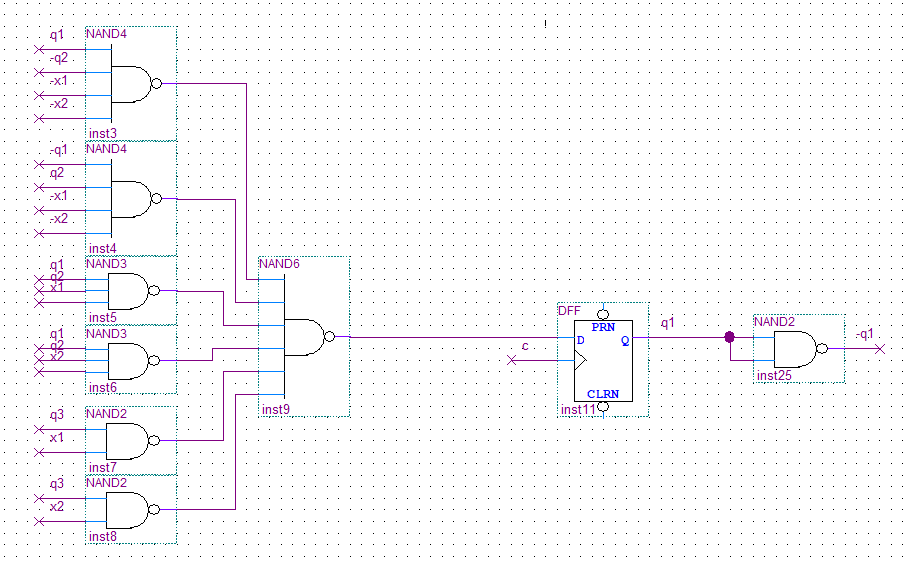 q1
NAND4
-q2
-x1
-x2
inst3
-q1
NAND4
q2
-x1
-x2
inst4
q1
NAND3
q2
x1
inst5
q1
NAND3
q2
x2
inst6
q3
NAND2
x1
inst7
q3
NAND2
x2
inst8
NAND6
inst9
c
DFF
PRN
D
Q
CLRN
inst11
q1
NAND2
inst25
-q1